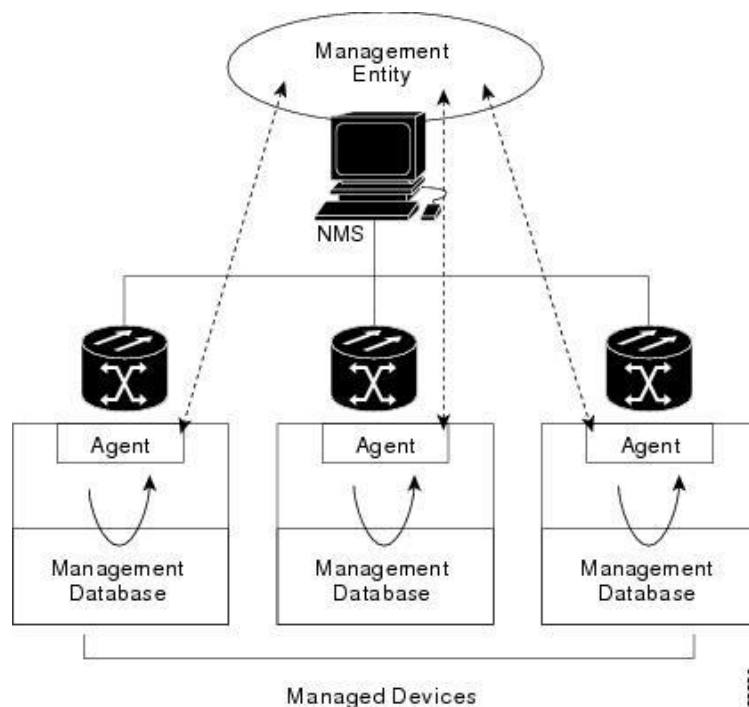 Management
Entity
NMS
Agent
Agent
Agent
Management
Database
Management
Database
Management
Database
Managed Devices